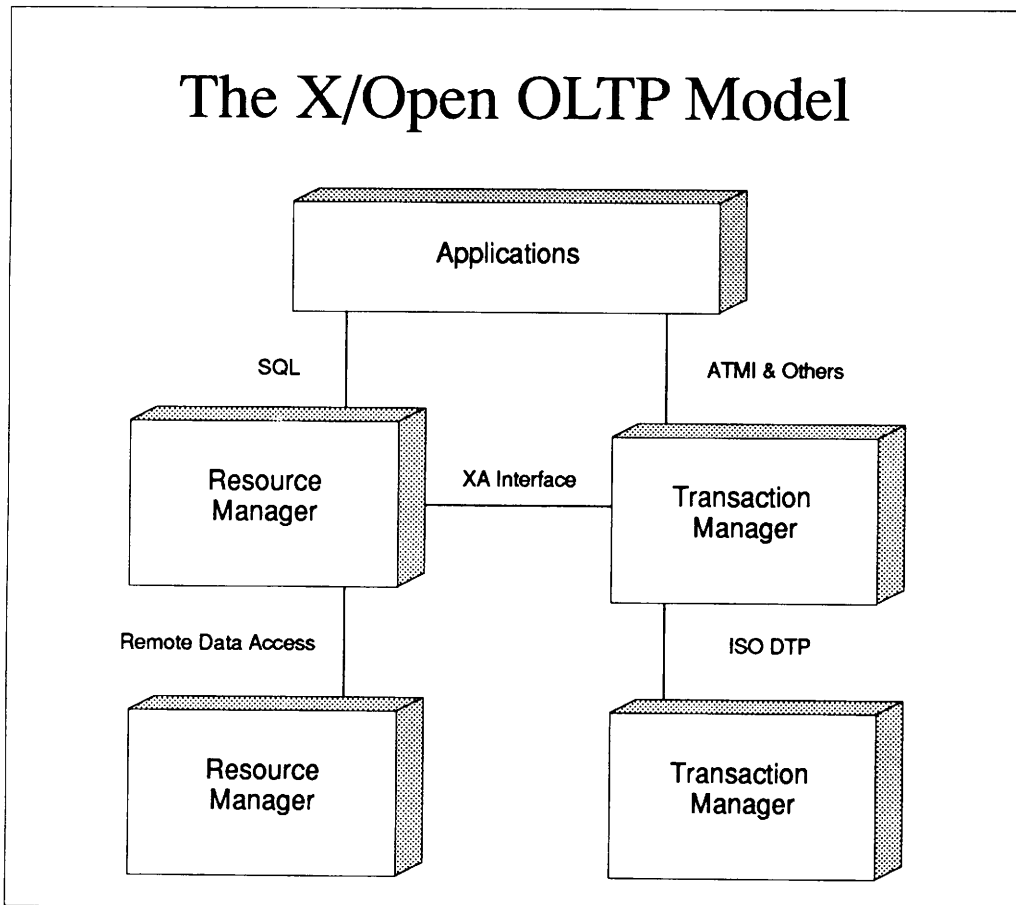 The X/Open OLTP Model
Applications
SQL
ATMI & Others
Resource
Manager
XA Interface
Transaction
Manager
Remote Data Access
ISO DTP
Resource
Manager
Transaction
Manager